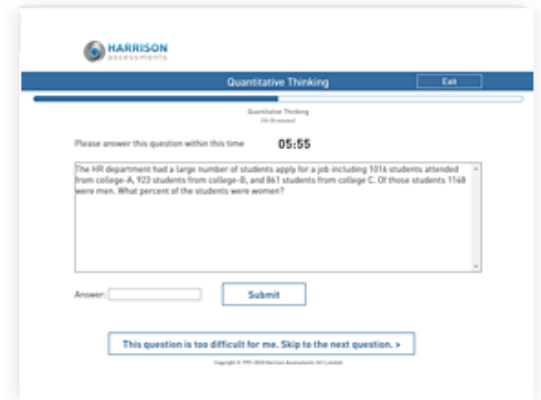 HARRISON
assessments
Quantitative Thinking
Exit
Quantitative Thinking
Please answer this question within this time
05:55
The HR department had a large number of students apply for a job including 1016 students attended
from college-A, 923 students from college-B, and 861 students from college C. Of those students 1148
were men. What percent of the students were women?
Answer:
Submit
This question is too difficult for me. Skip to the next question. »